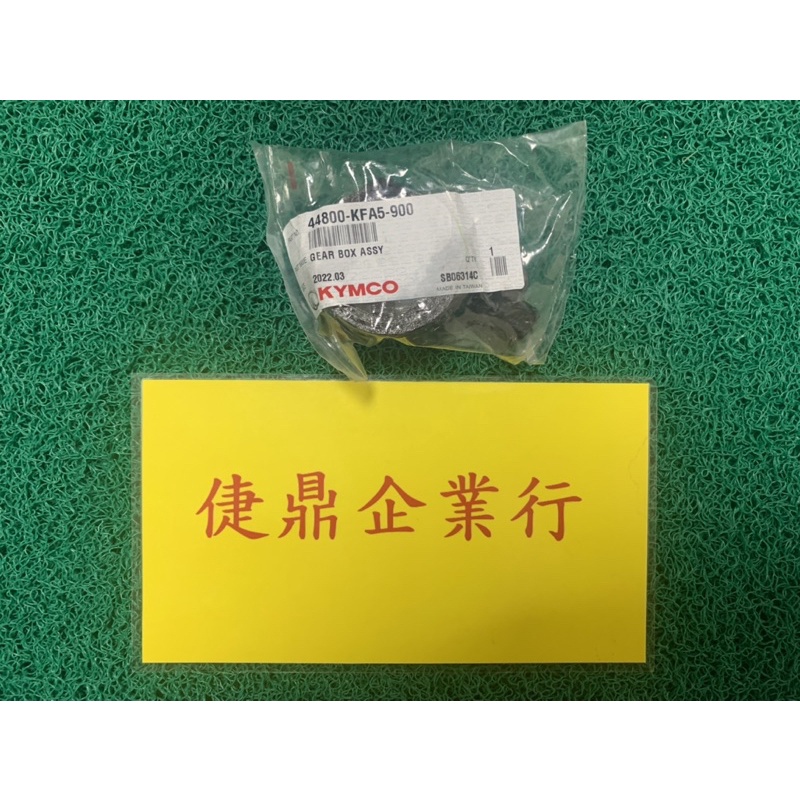 44800-KFA5-900
GEAR BOX ASSY
Q'TY 1
2022.03 SB06314C
KYMCO MADE IN TAIWAN
倢鼎企業行